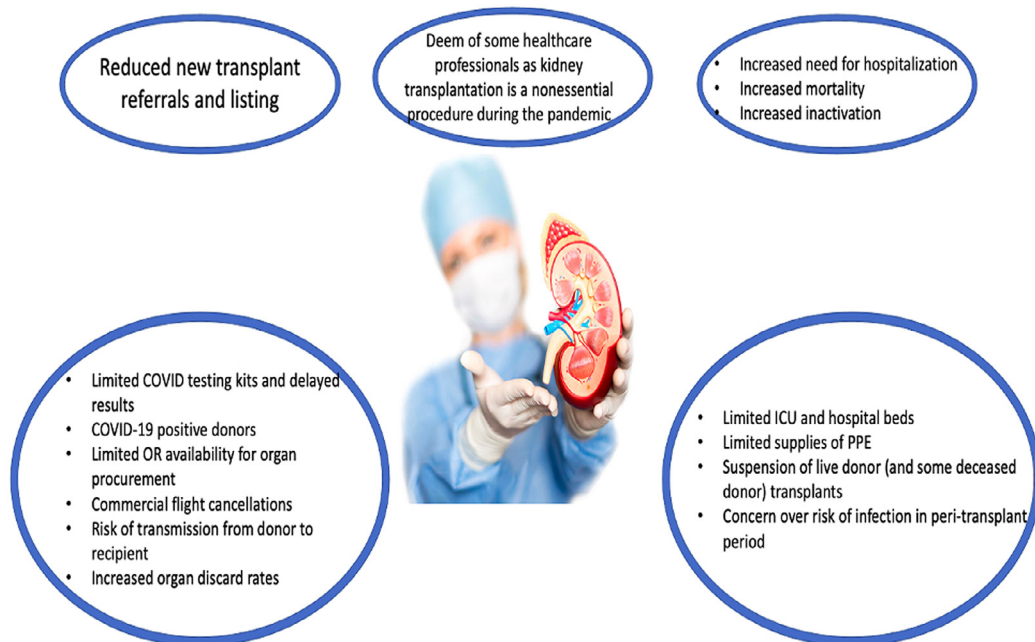 Reduced new transplant
referrals and listing
Deem of some healthcare
professionals as kidney
transplantation is a nonessential
procedure during the pandemic
• Increased need for hospitalization
• Increased mortality
• Increased inactivation
• Limited COVID testing kits and delayed
results
• COVID-19 positive donors
• Limited OR availability for organ
procurement
• Commercial flight cancellations
• Risk of transmission from donor to
recipient
• Increased organ discard rates
• Limited ICU and hospital beds
• Limited supplies of PPE
• Suspension of live donor (and some deceased
donor) transplants
• Concern over risk of infection in peri-transplant
period